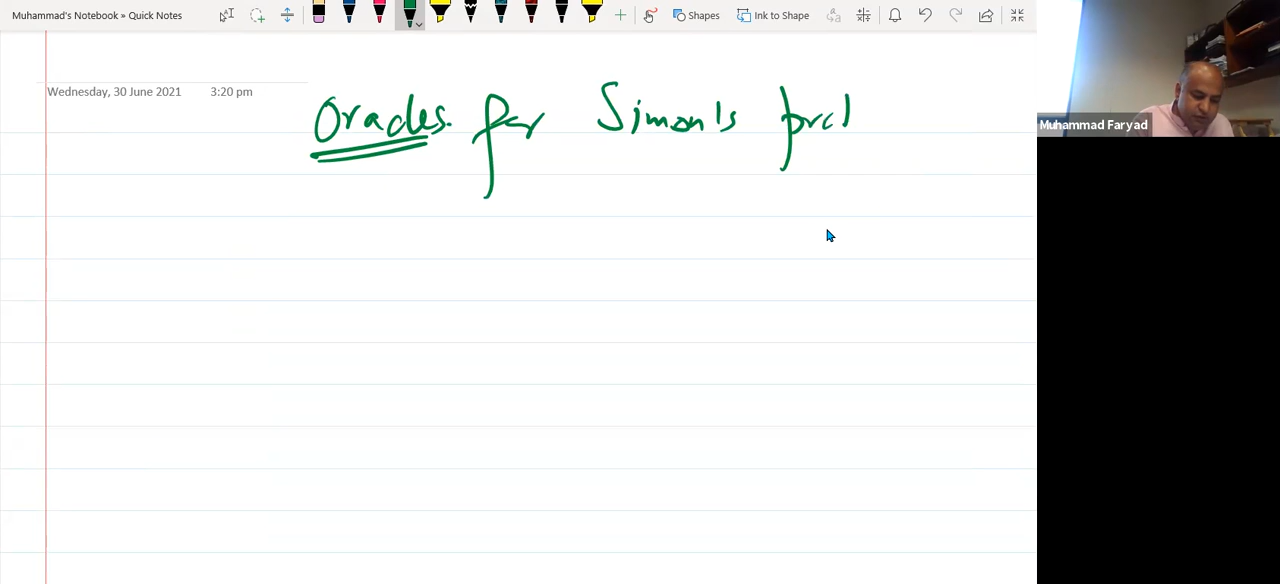 Muhammad's Notebook » Quick Notes
Shapes
Ink to Shape
Wednesday, 30 June 2021 3:20 pm
Oracles for Simon's
Muhammad Faryad